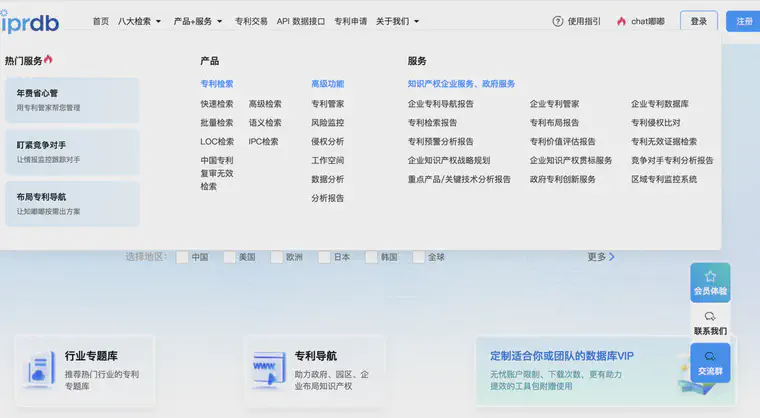 iprdb
首页 八大检索 产品+服务 专利交易 API 数据接口 专利申请 关于我们 使用指引 chat嘟嘟 登录 注册
热门服务
年费省心管
用专利管家帮您管理
盯紧竞争对手
让情报监控跟踪对手
布局专利导航
让知嘟嘟按需出方案
产品
专利检索
快速检索 高级检索
批量检索 语义检索
LOC检索 IPC检索
中国专利
复审无效
检索
高级功能
专利管家
风险监控
侵权分析
工作空间
数据分析
分析报告
服务
知识产权企业服务、政府服务
企业专利导航报告 企业专利管家 企业专利数据库
专利检索报告 专利布局报告 专利侵权比对
专利预警分析报告 专利价值评估报告 专利无效证据检索
企业知识产权战略规划 企业知识产权贯标服务 竞争对手专利分析报告
重点产品/关键技术分析报告 政府专利创新服务 区域专利监控系统
选择地区: 中国 美国 欧洲 日本 韩国 全球 更多
会员体验
联系我们
交流群
行业专题库
推荐热门行业的专利
专题库
www
专利导航
助力政府、园区、企
业布局知识产权
定制适合你或团队的数据库VIP
无忧账户限制、下载次数、更有助力
提效的工具包附赠使用